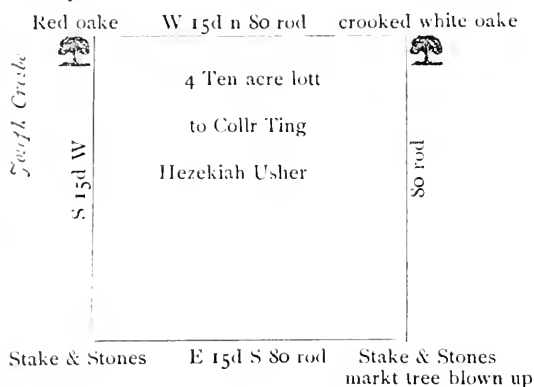 Red oake W 15d n 80 rod crooked white oake
4 Ten acre lott
to Collr Ting
Hezekiah Usher
S 15d W
80 rod
Stake & Stones E 15d S 80 rod Stake & Stones
markt tree blown up